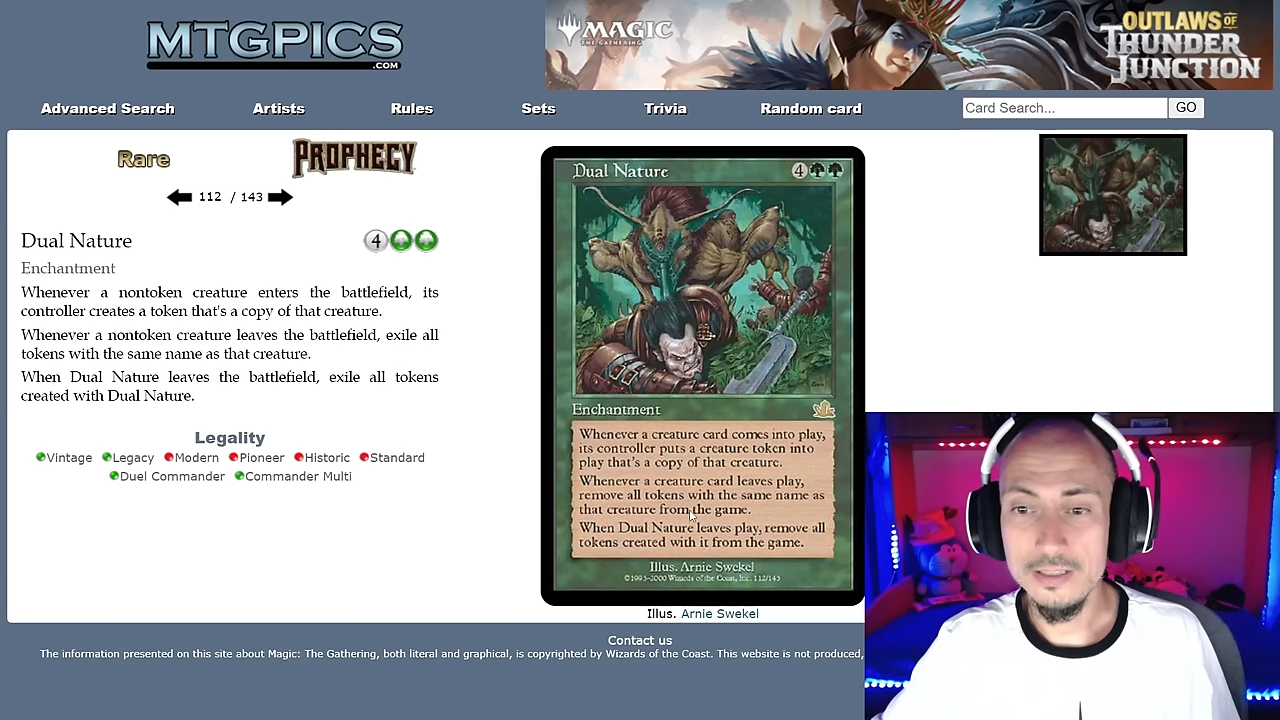 MTGPICS
.COM
MAGIC
THE GATHERING
OUTLAWS OF
THUNDER
JUNCTION
Advanced Search
Artists
Rules
Sets
Trivia
Random card
Card Search...
GO
Rare
PROPHECY
112 / 143
Dual Nature
4
Enchantment
Whenever a nontoken creature enters the battlefield, its
controller creates a token that's a copy of that creature.
Whenever a nontoken creature leaves the battlefield, exile all
tokens with the same name as that creature.
When Dual Nature leaves the battlefield, exile all tokens
created with Dual Nature.
Legality
Vintage Legacy Modern Pioneer Historic Standard
Duel Commander Commander Multi
Dual Nature
4
Enchantment
Whenever a creature card comes into play,
its controller puts a creature token into
play that's a copy of that creature.
Whenever a creature card leaves play,
remove all tokens with the same name as
that creature from the game.
When Dual Nature leaves play, remove all
tokens created with it from the game.
Illus. Arnie Swekel
©1993-2000 Wizards of the Coast, Inc. 112/143
Illus. Arnie Swekel
Contact us
The information presented on this site about Magic: The Gathering, both literal and graphical, is copyrighted by Wizards of the Coast. This website is not produced,